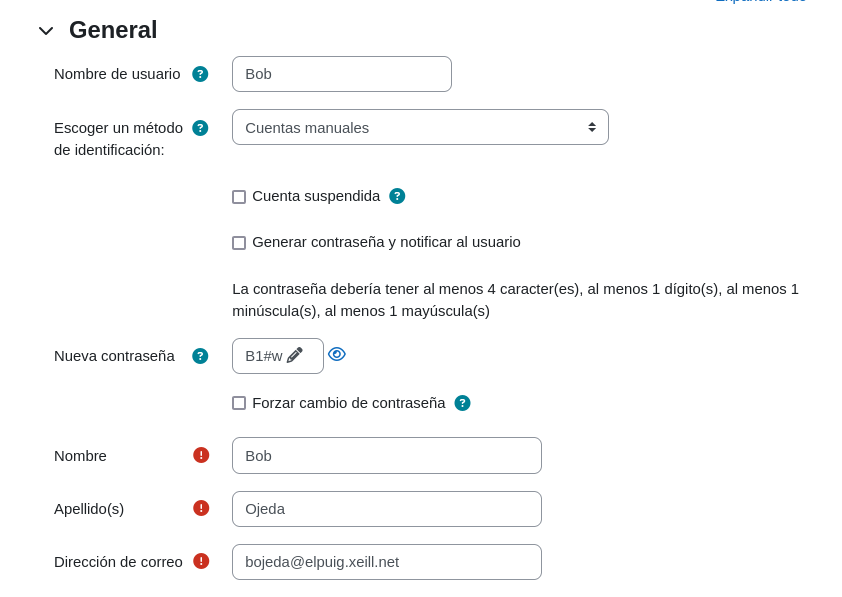 General
Nombre de usuario
Bob
Escoger un método
de identificación:
Cuentas manuales
Cuenta suspendida
Generar contraseña y notificar al usuario
La contraseña debería tener al menos 4 caracter(es), al menos 1 dígito(s), al menos 1
minúscula(s), al menos 1 mayúscula(s)
Nueva contraseña
B1#w
Forzar cambio de contraseña
Nombre
Bob
Apellido(s)
Ojeda
Dirección de correo
bojeda@elpuig.xeill.net